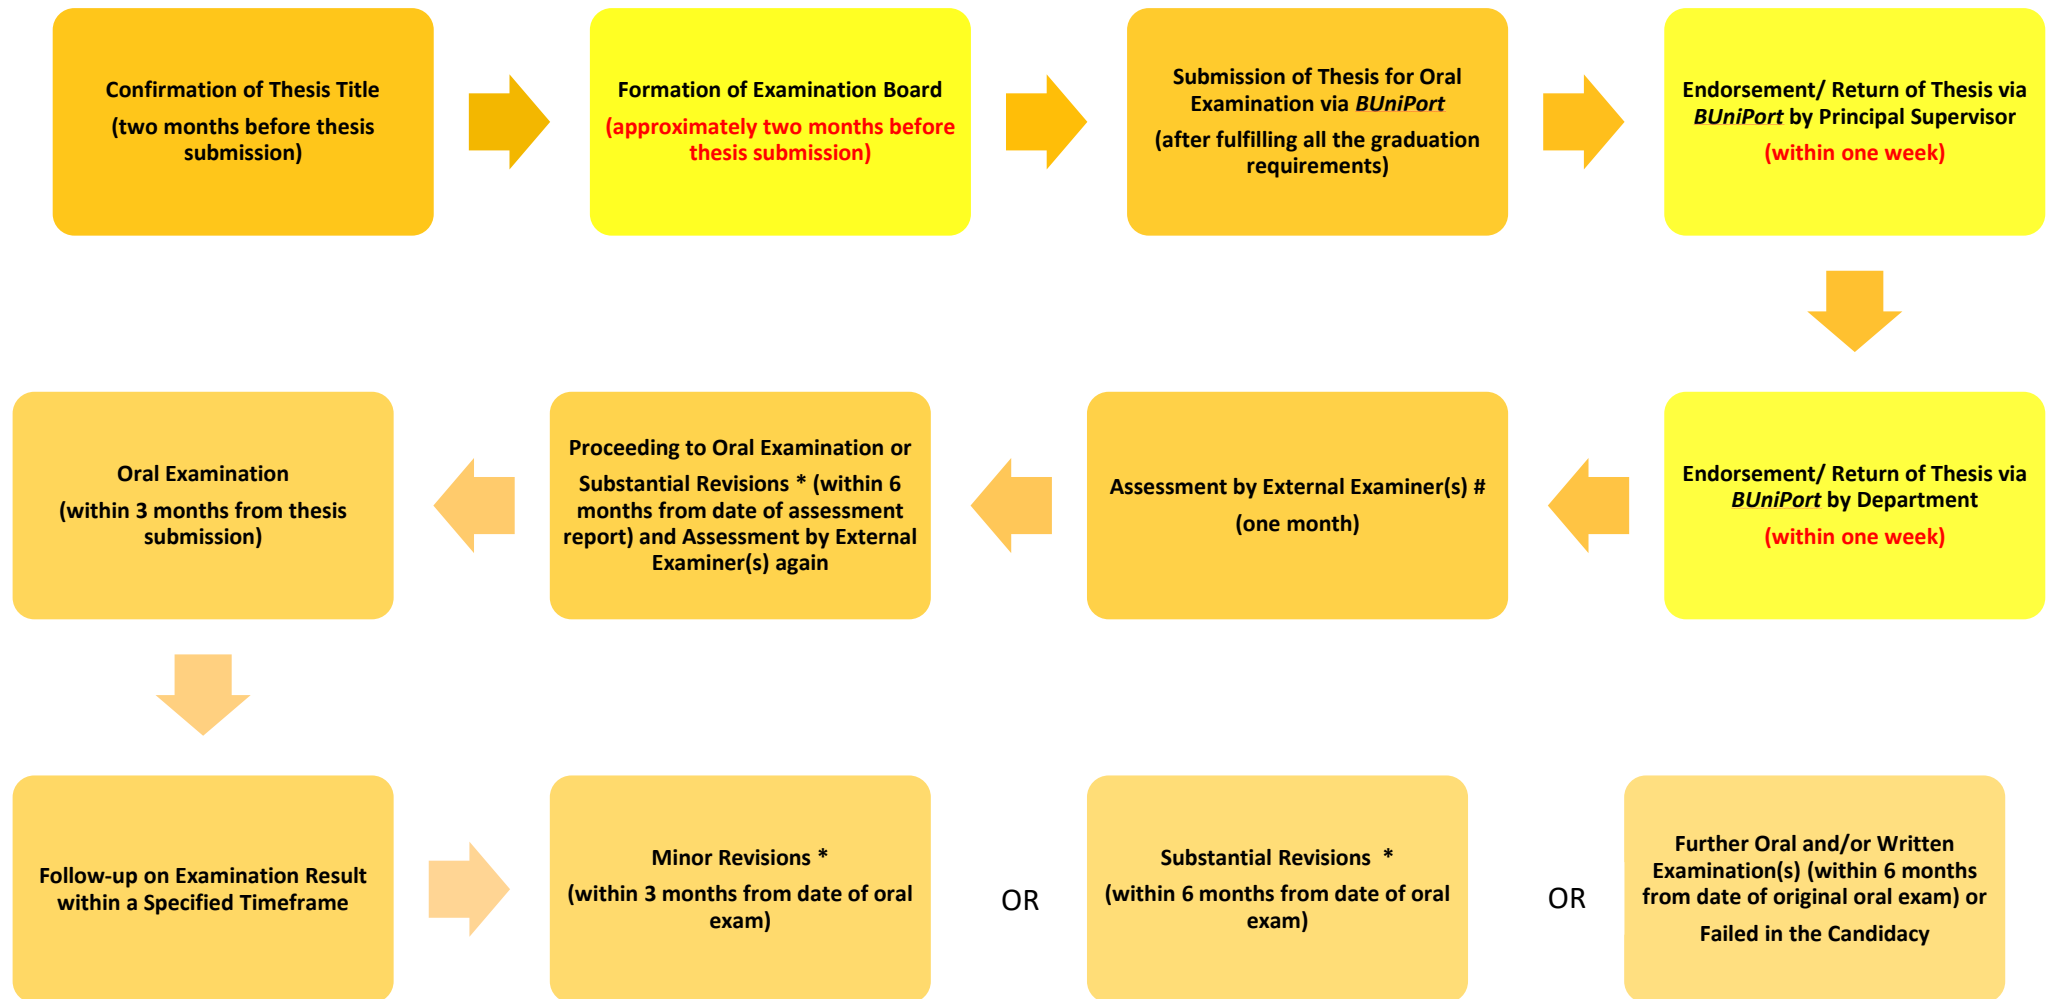 Confirmation of Thesis Title
(two months before thesis
submission)
Formation of Examination Board
(approximately two months before
thesis submission)
Submission of Thesis for Oral
Examination via BUniPort
(after fulfilling all the graduation
requirements)
Endorsement/ Return of Thesis via
BUniPort by Principal Supervisor
(within one week)
Endorsement/ Return of Thesis via
BUniPort by Department
(within one week)
Assessment by External Examiner(s) #
(one month)
Proceeding to Oral Examination or
Substantial Revisions * (within 6
months from date of assessment
report) and Assessment by External
Examiner(s) again
Oral Examination
(within 3 months from thesis
submission)
Follow-up on Examination Result
within a Specified Timeframe
Minor Revisions *
(within 3 months from date of oral
exam)
OR
Substantial Revisions *
(within 6 months from date of oral
exam)
OR
Further Oral and/or Written
Examination(s) (within 6 months
from date of original oral exam) or
Failed in the Candidacy